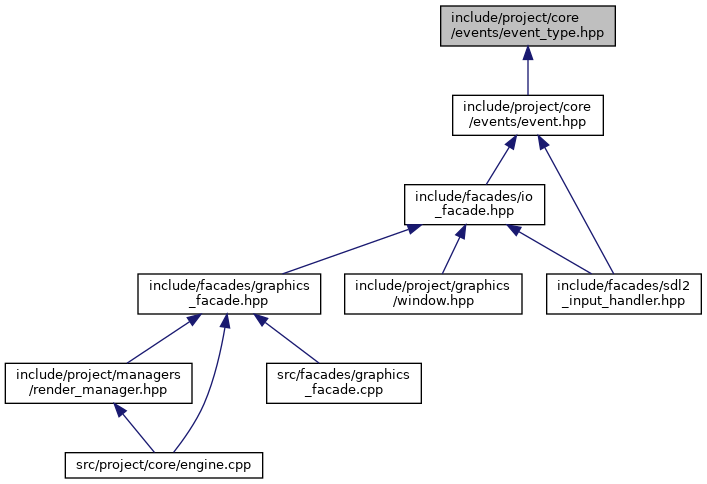 include/project/core
/events/event_type.hpp
include/project/core
/events/event.hpp
include/facades/io
_facade.hpp
include/facades/graphics
_facade.hpp
include/project/graphics
/window.hpp
include/facades/sdl2
_input_handler.hpp
include/project/managers
/render_manager.hpp
src/facades/graphics
_facade.cpp
src/project/core/engine.cpp